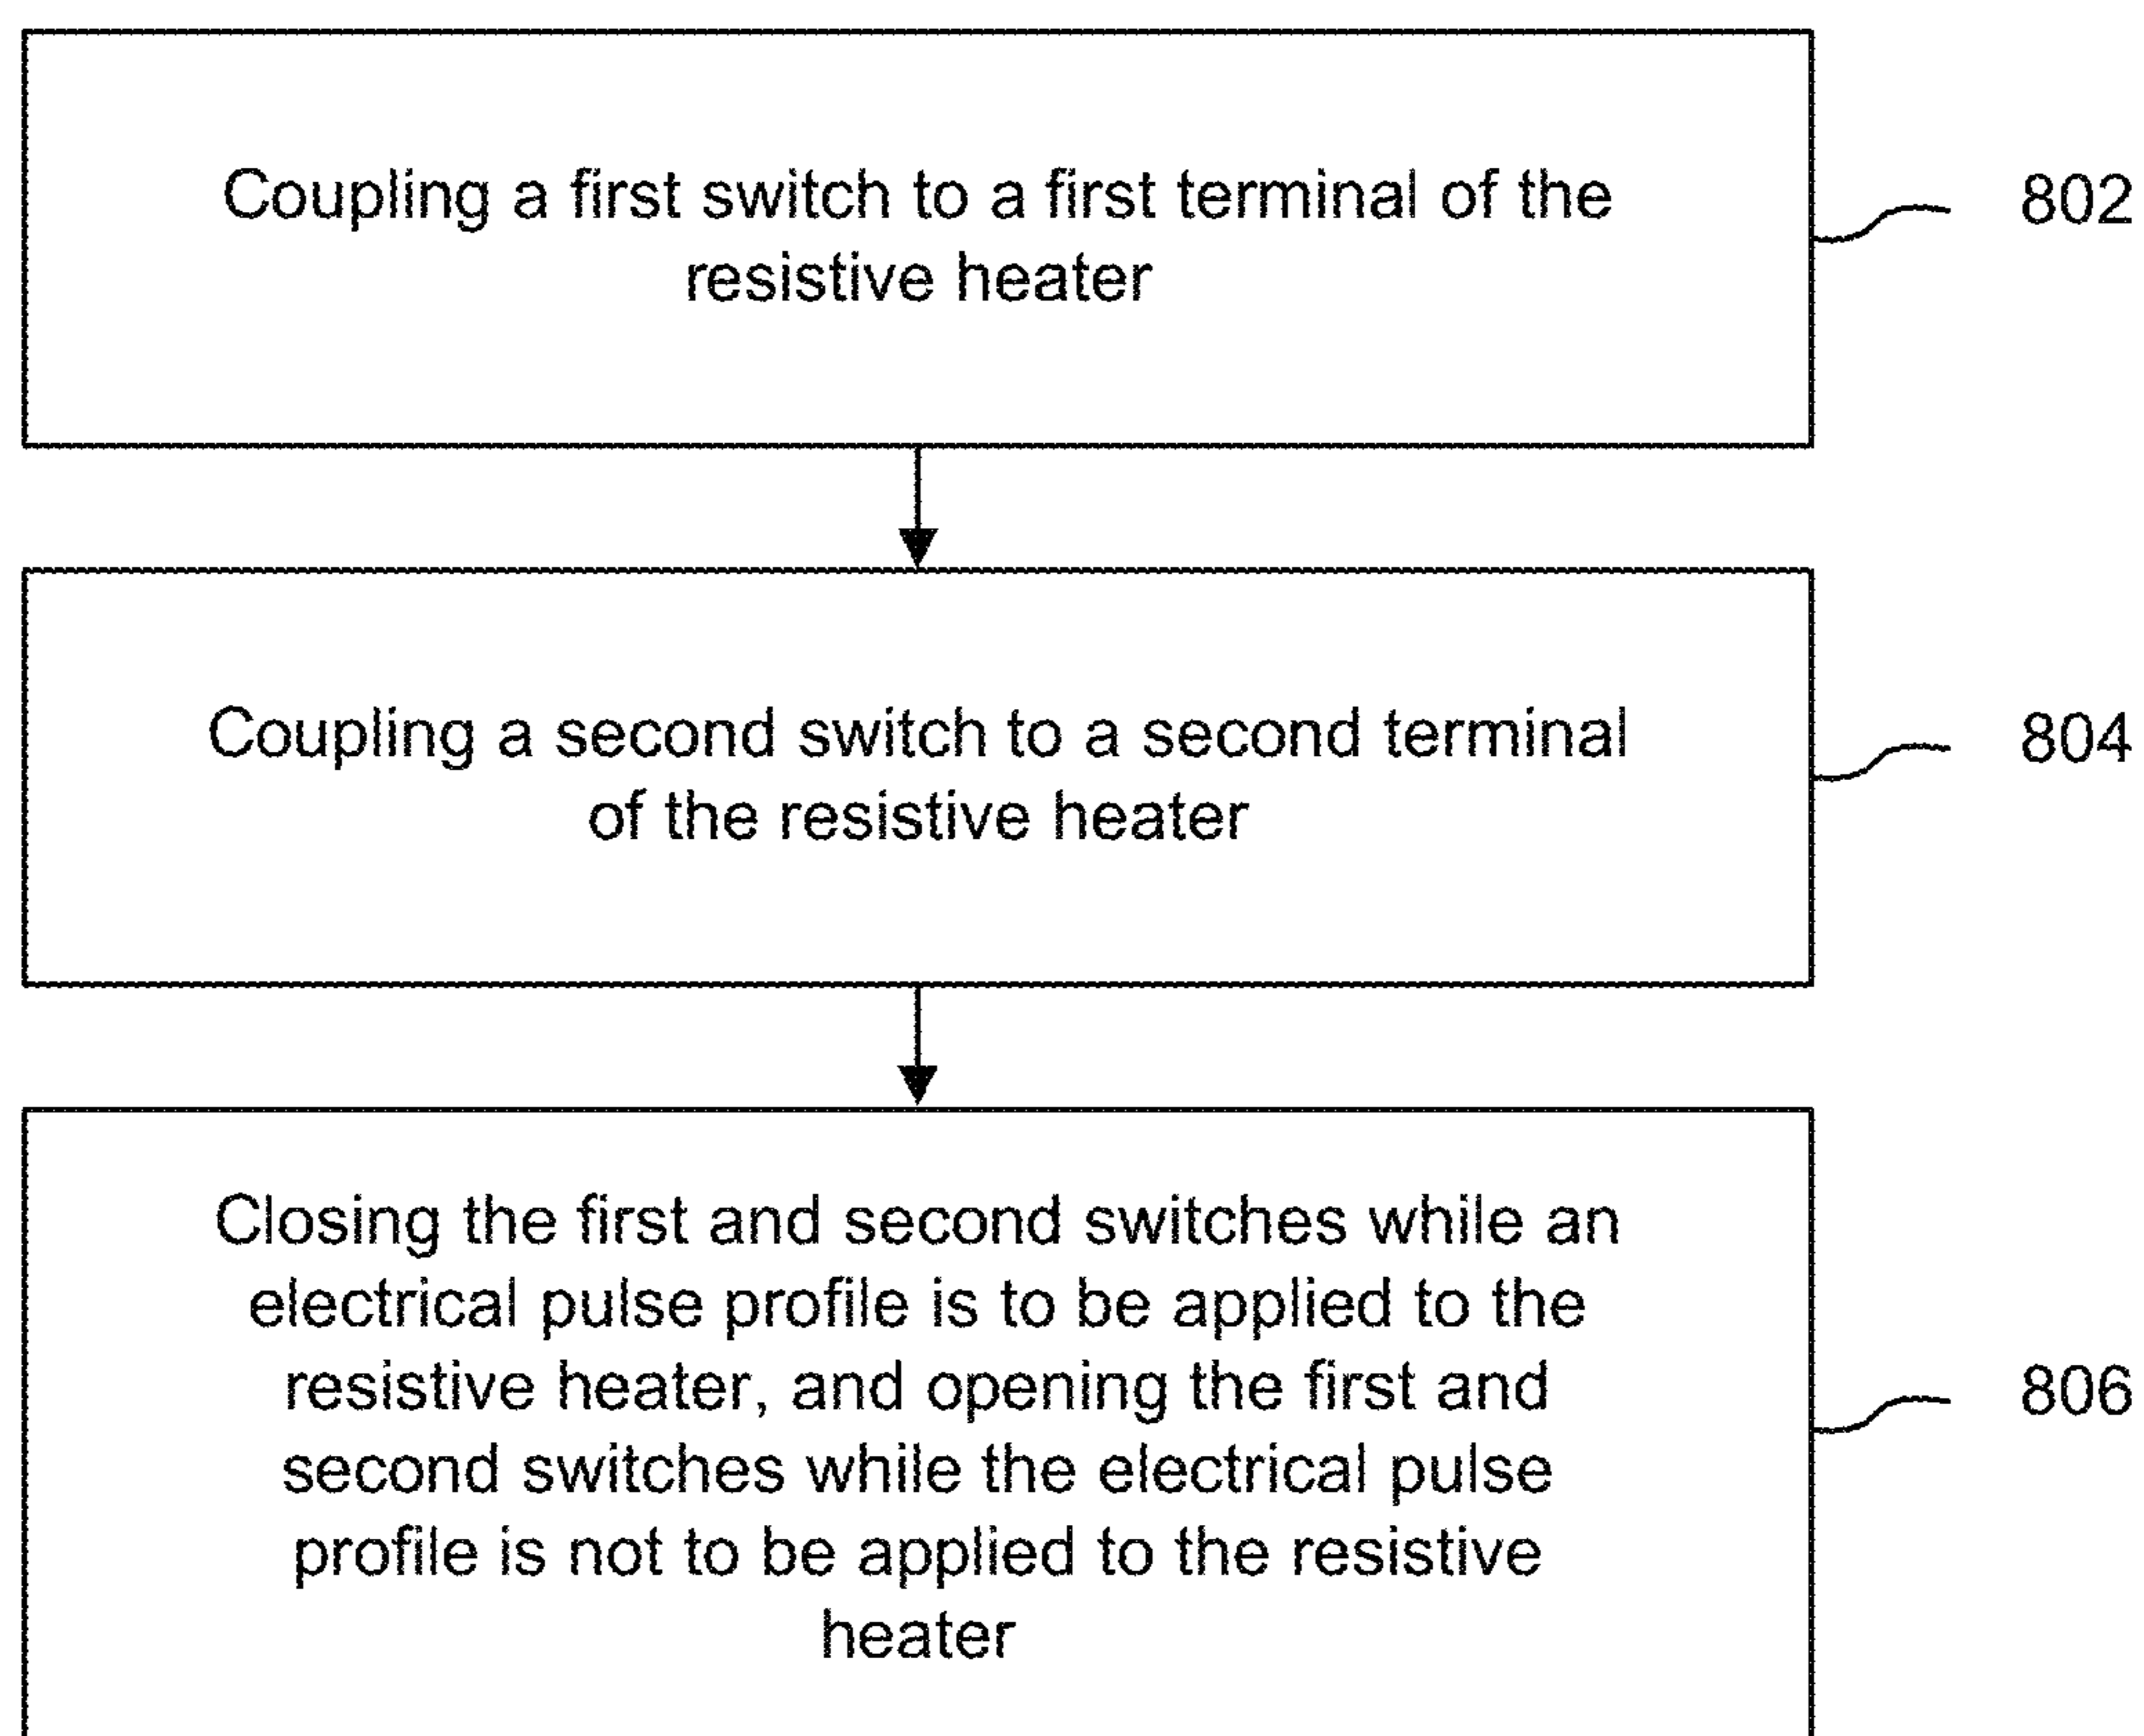 Coupling a first switch to a first terminal of the
resistive heater
802
Coupling a second switch to a second terminal
of the resistive heater
804
Closing the first and second switches while an
electrical pulse profile is to be applied to the
resistive heater, and opening the first and
second switches while the electrical pulse
profile is not to be applied to the resistive
heater
806